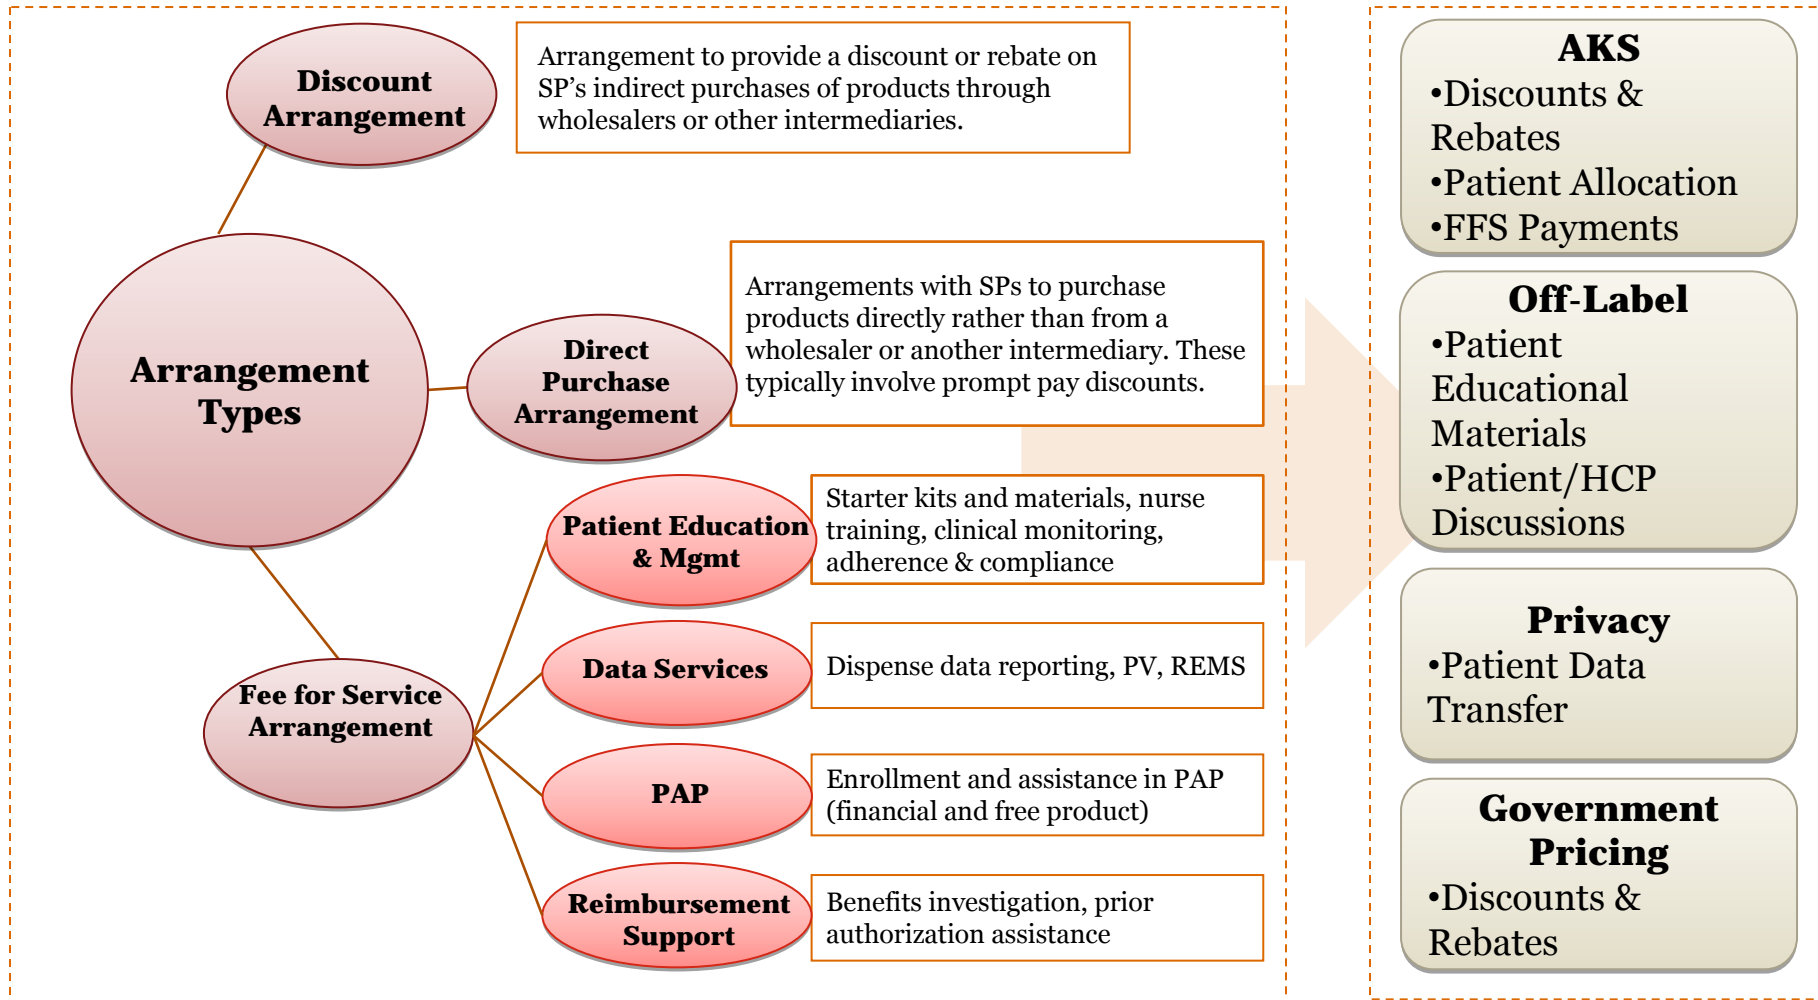 Discount
Arrangement
Arrangement to provide a discount or rebate on
SP’s indirect purchases of products through
wholesalers or other intermediaries.
Arrangement
Types
Direct
Purchase
Arrangement
Arrangements with SPs to purchase
products directly rather than from a
wholesaler or another intermediary. These
typically involve prompt pay discounts.
Fee for Service
Arrangement
Patient Education
& Mgmt
Starter kits and materials, nurse
training, clinical monitoring,
adherence & compliance
Data Services
Dispense data reporting, PV, REMS
PAP
Enrollment and assistance in PAP
(financial and free product)
Reimbursement
Support
Benefits investigation, prior
authorization assistance
AKS
•Discounts &
Rebates
•Patient Allocation
•FFS Payments
Off-Label
•Patient
Educational
Materials
•Patient/HCP
Discussions
Privacy
•Patient Data
Transfer
Government
Pricing
•Discounts &
Rebates